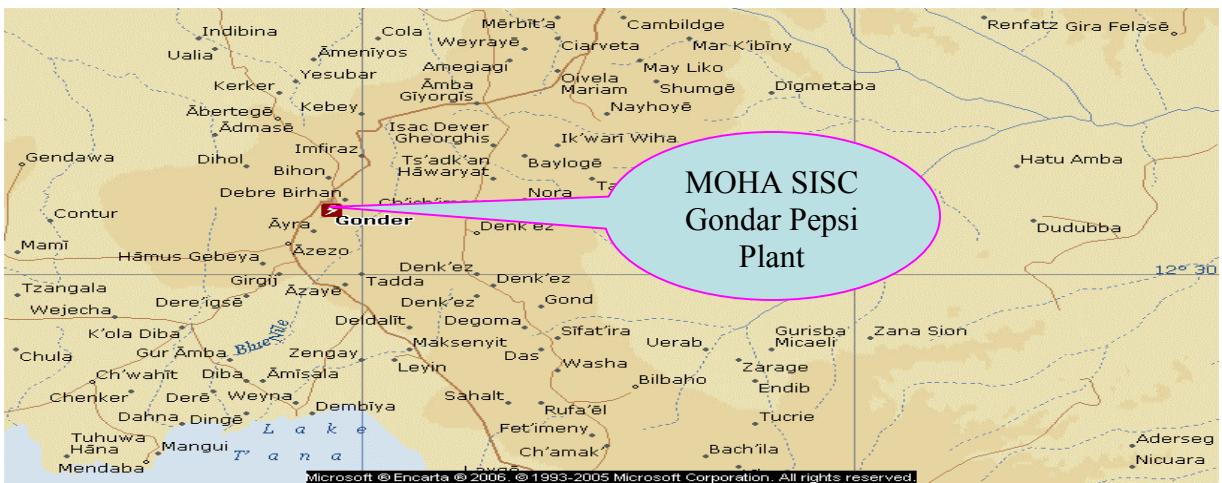 Indibina
Cola
Mērbīt'a
Cambildge
Renfatz
Gira Felasē
Ualia
Āmenīyos
Weyrayē
Ciarveta
Mar K'ibīny
Yesubar
Amegiagi
Oivela
Mariam
May Liko
Kerker
Āmba
Gīyorgīs
Shumgē
Dīgmetaba
Ābertegē
Kebey
Nayhoyē
Ādmasē
Isac Dever
Gheorghis
Ik'warī Wiha
Gendawa
Dihol
Imfiraz
Ts'adk'an
Hāwaryat
Baylogē
Hatu Amba
Bihon
Debre Birhan
Nora
MOHA SISC
Gondar Pepsi
Plant
Contur
Gonder
Dudubba
Āyra
Denk'ez
Mamī
Āzezo
Hāmus Gebeya
Denk'ez
12° 30
Tzangala
Girgij
Āzayē
Tadda
Denk'ez
Wejecha
Dere'igsē
Denk'ez
Gond
K'ola Diba
Deldalīt
Degoma
Sīfat'ira
Gurisba
Micaeli
Zana Sion
Chula
Gur Āmba
Blue Nile
Zengay
Maksenyit
Das
Uerab
Ch'wahīt
Diba
Āmīsala
Leyin
Washa
Zarage
Chenker
Derē
Weyna
Bilbaho
Endib
Dahna
Dingē
Dembīya
Sahalt
Rufa'ēl
Tucrie
Tuhuwa
Hāna
Mangui
Lake
T'ana
Fet'imeny
Aderseg
Mendaba
Ch'amak'
Bach'ila
Nicuara
Microsoft ® Encarta ® 2006. © 1993-2005 Microsoft Corporation. All rights reserved.